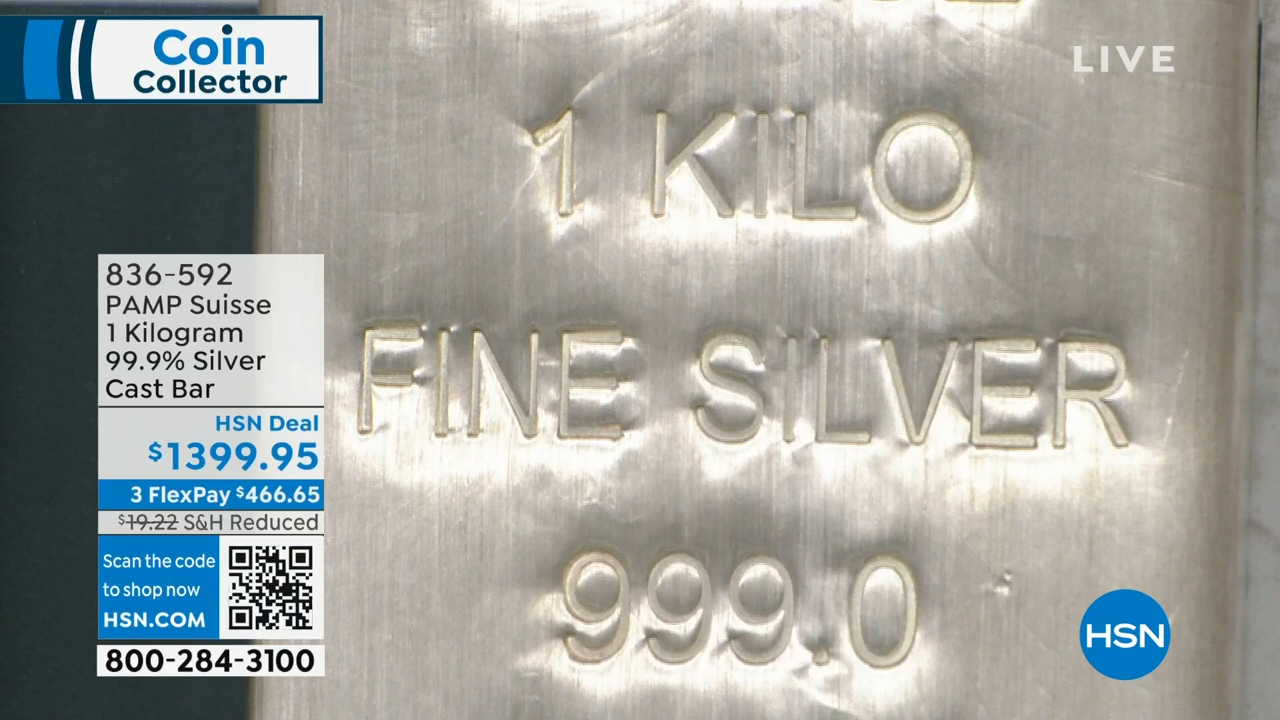 Coin
Collector
LIVE
1 KILO
FINE SILVER
999.0
836-592
PAMP Suisse
1 Kilogram
99.9% Silver
Cast Bar
HSN Deal
$1399.95
3 FlexPay $466.65
$19.22 S&H Reduced
Scan the code
to shop now
HSN.COM
800-284-3100
HSN